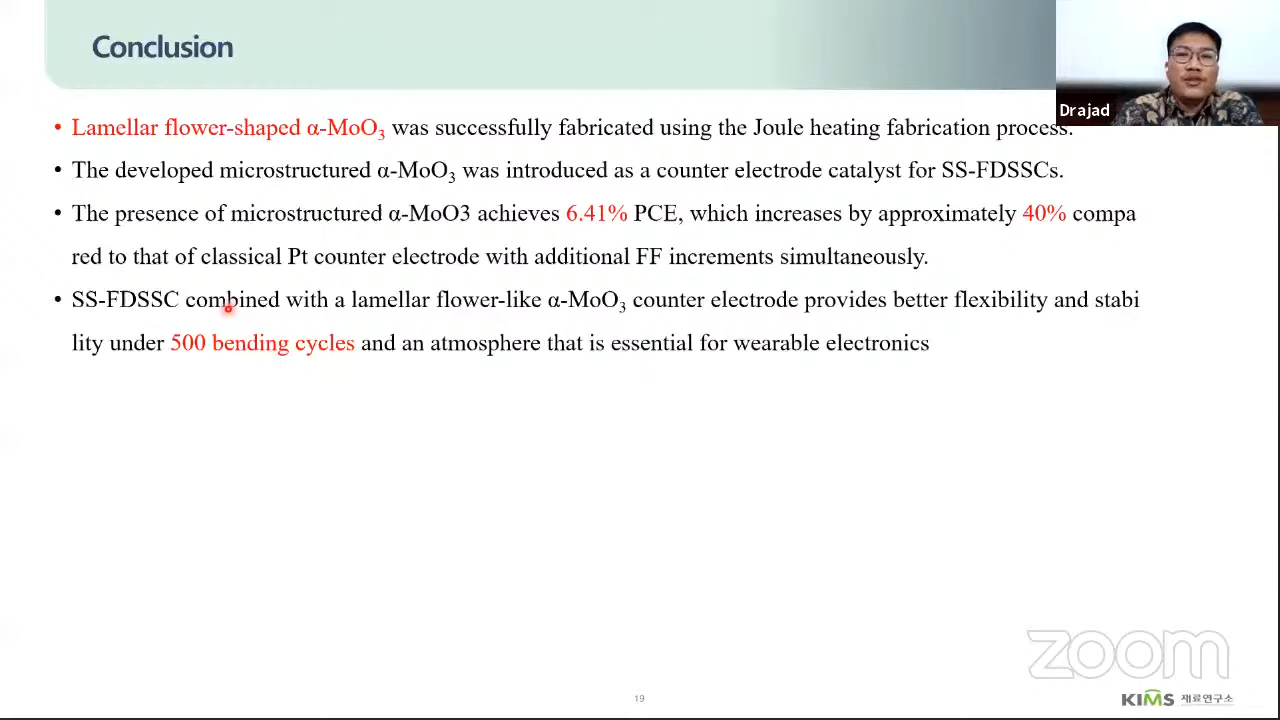 Conclusion
Drajad
• Lamellar flower-shaped α-MoO₃ was successfully fabricated using the Joule heating fabrication process.
• The developed microstructured α-MoO₃ was introduced as a counter electrode catalyst for SS-FDSSCs.
• The presence of microstructured α-MoO3 achieves 6.41% PCE, which increases by approximately 40% compa
red to that of classical Pt counter electrode with additional FF increments simultaneously.
• SS-FDSSC combined with a lamellar flower-like α-MoO₃ counter electrode provides better flexibility and stabi
lity under 500 bending cycles and an atmosphere that is essential for wearable electronics
zoom
19
KIMS 재료연구소